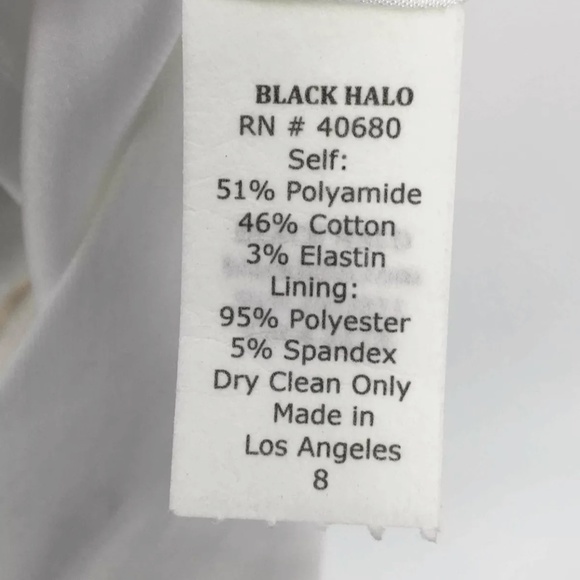 BLACK HALO
RN # 40680
Self:
51% Polyamide
46% Cotton
3% Elastin
Lining:
95% Polyester
5% Spandex
Dry Clean Only
Made in
Los Angeles
8